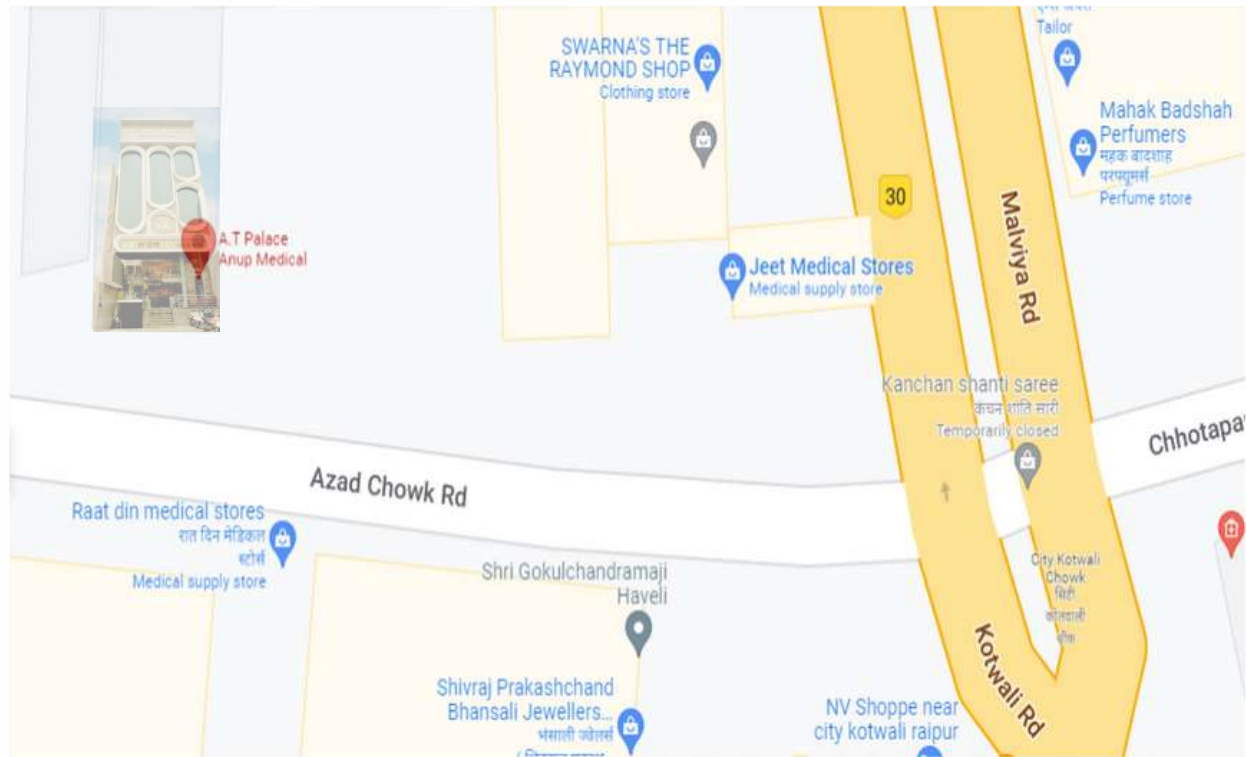 Tailor
SWARNA'S THE
RAYMOND SHOP
Clothing store
Mahak Badshah
Perfumers
महक बादशाह
परफ्यूमर्स
Perfume store
30
Malviya Rd
A.T Palace
Anup Medical
Jeet Medical Stores
Medical supply store
Kanchan shanti saree
कंचन शांति सारी
Temporarily closed
Chhotapa
Azad Chowk Rd
Raat din medical stores
रात दिन मेडिकल
स्टोर्स
Medical supply store
Shri Gokulchandramaji
Haveli
City Kotwali
Chowk
सिटी
कोतवाली
चौक
Kotwali Rd
Shivraj Prakashchand
Bhansali Jewellers...
भंसाली ज्वेलर्स
NV Shoppe near
city kotwali raipur